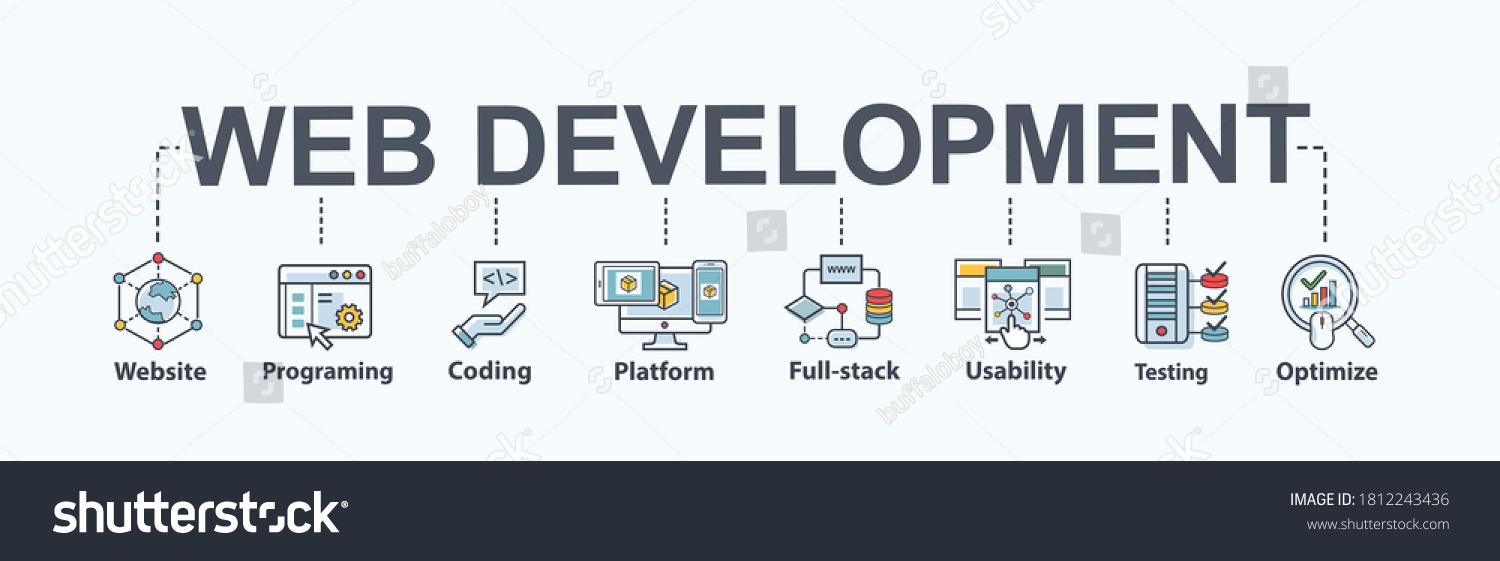 WEB DEVELOPMENT
<\>
www
Website
Programing
Coding
Platform
Full-stack
Usability
Testing
Optimize
shutterstock
buffaloboy
shutterstock
buffaloboy
shutterstock
shutterstock®
IMAGE ID: 1812243436
www.shutterstock.com